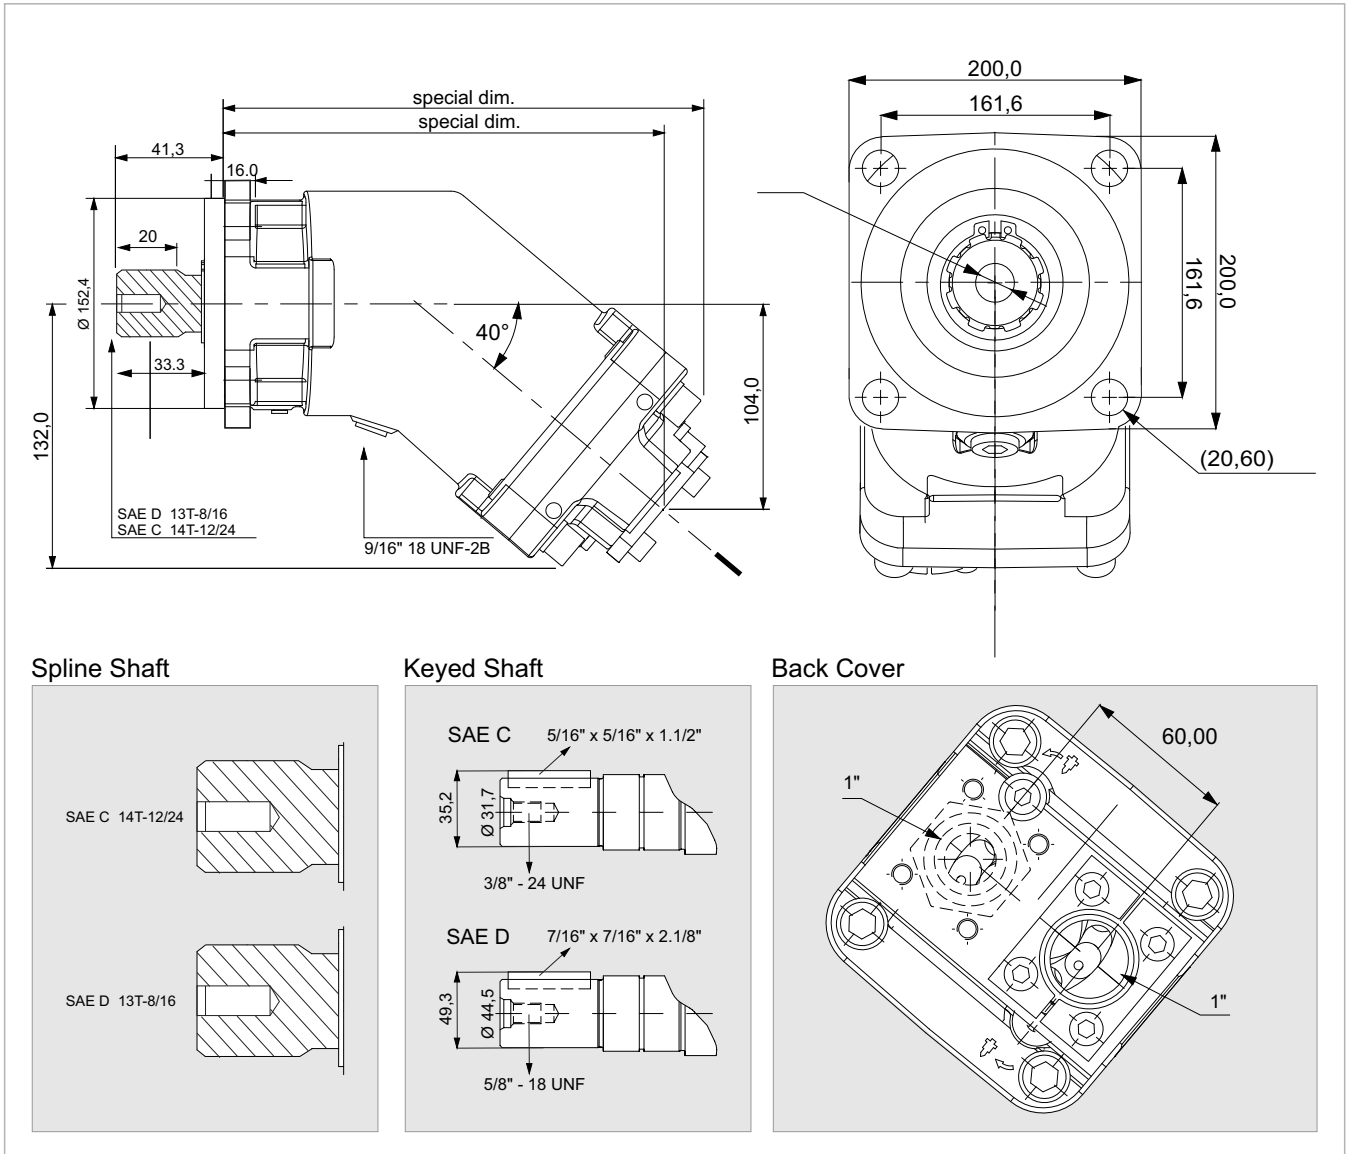 special dim.
special dim.
41,3
16.0
20
Ø 152,4
33.3
132,0
40°
104,0
SAE D 13T-8/16
SAE C 14T-12/24
9/16" 18 UNF-2B
200,0
161,6
161,6
200,0
(20,60)
Spline Shaft
SAE C 14T-12/24
SAE D 13T-8/16
Keyed Shaft
SAE C
5/16" x 5/16" x 1.1/2"
35,2
Ø 31,7
3/8" - 24 UNF
SAE D
7/16" x 7/16" x 2.1/8"
49,3
Ø 44,5
5/8" - 18 UNF
Back Cover
60,00
1"
1"